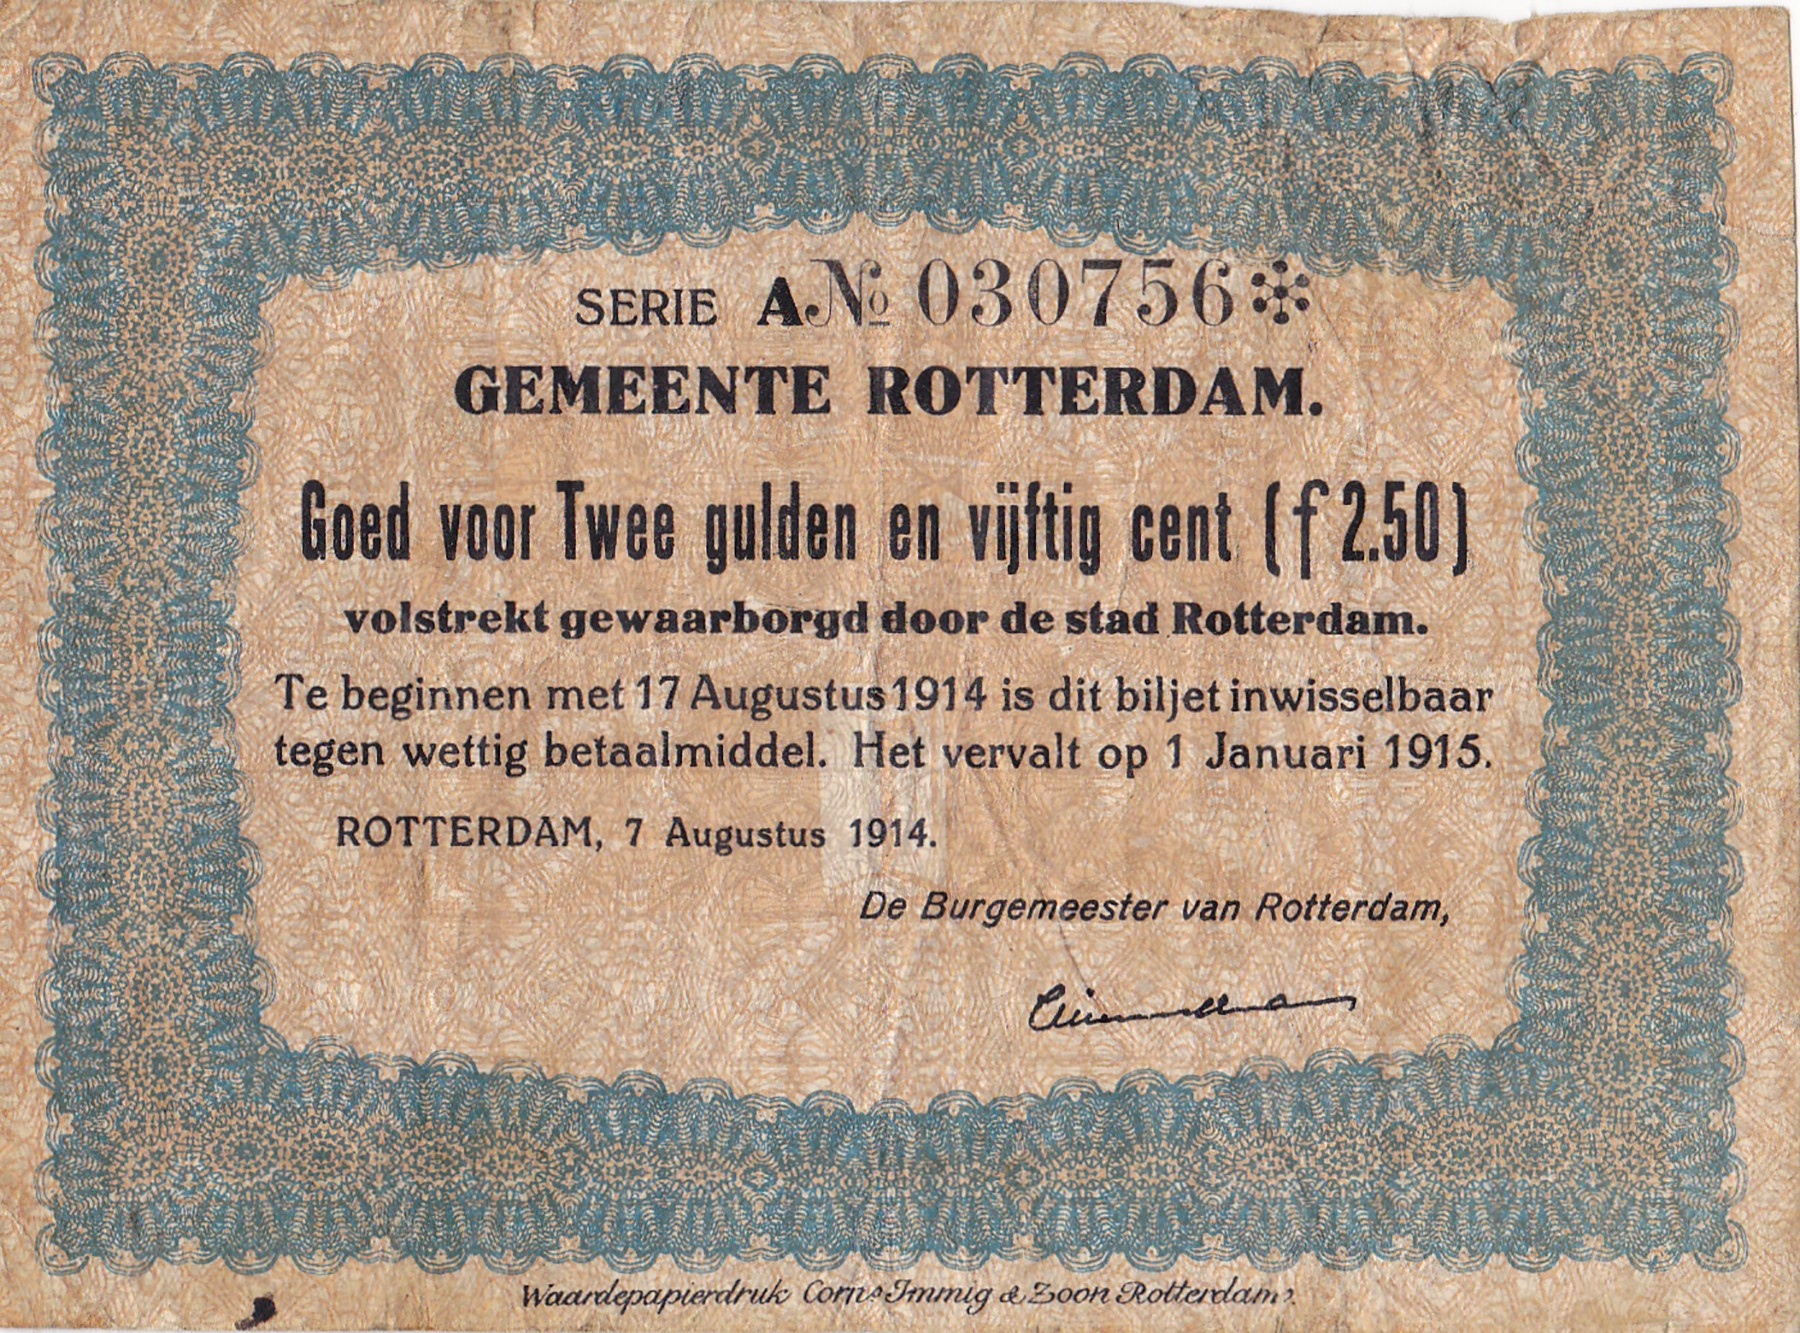 SERIE A No 030756*
GEMEENTE ROTTERDAM.
Goed voor Twee gulden en vijftig cent (f 2.50)
volstrekt gewaarborgd door de stad Rotterdam.
Te beginnen met 17 Augustus 1914 is dit biljet inwisselbaar
tegen wettig betaalmiddel. Het vervalt op 1 Januari 1915.
ROTTERDAM, 7 Augustus 1914.
De Burgemeester van Rotterdam,
Waardepapierdruk Corns Immig & Zoon Rotterdam.